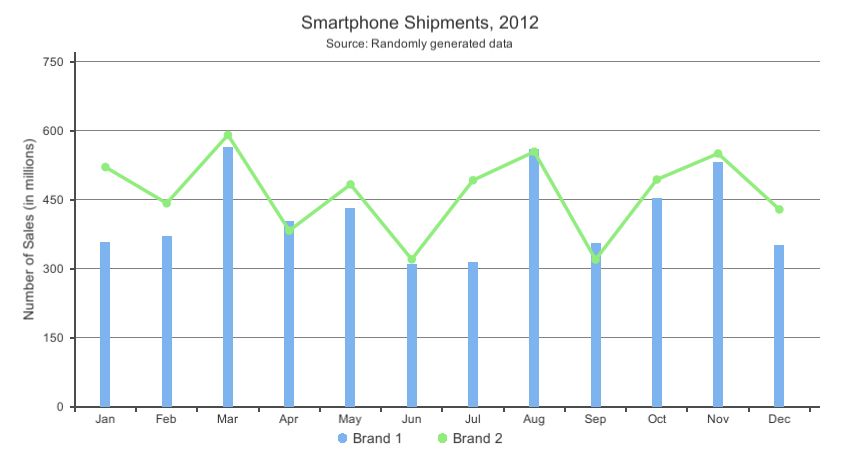 Smartphone Shipments, 2012
Source: Randomly generated data
Number of Sales (in millions)
750
600
450
300
150
0
Jan Feb Mar Apr May Jun Jul Aug Sep Oct Nov Dec
Brand 1 Brand 2